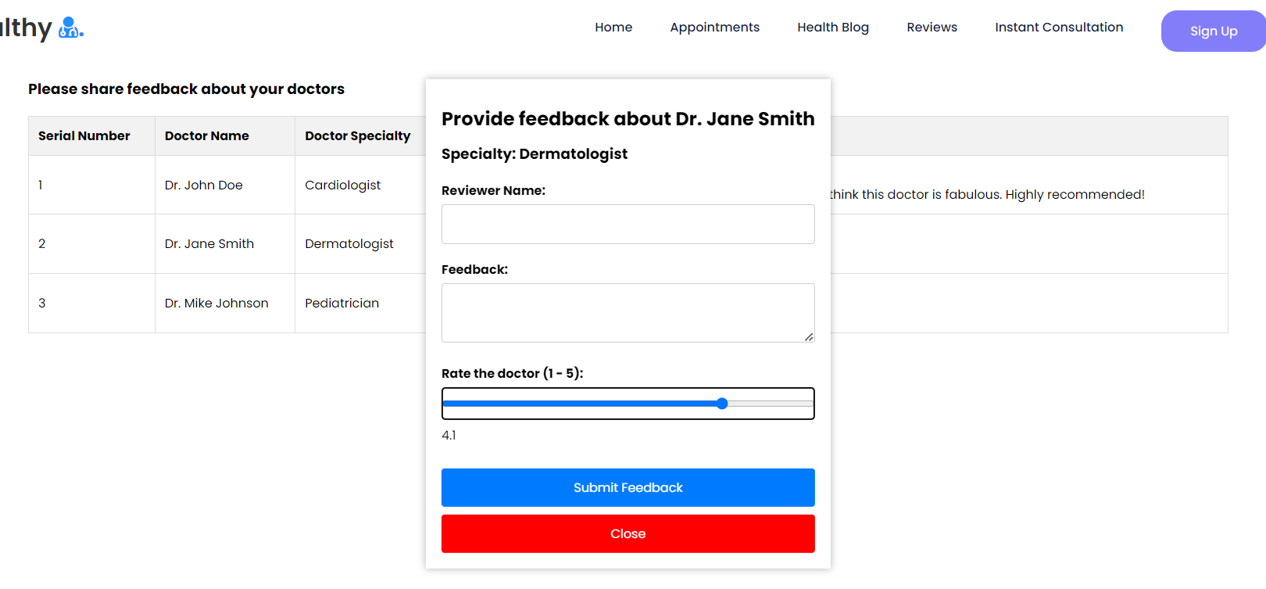 lthy
Home Appointments Health Blog Reviews Instant Consultation Sign Up
Please share feedback about your doctors
Serial Number Doctor Name Doctor Specialty
1 Dr. John Doe Cardiologist think this doctor is fabulous. Highly recommended!
2 Dr. Jane Smith Dermatologist
3 Dr. Mike Johnson Pediatrician
Provide feedback about Dr. Jane Smith
Specialty: Dermatologist
Reviewer Name:
Feedback:
Rate the doctor (1 - 5):
4.1
Submit Feedback
Close